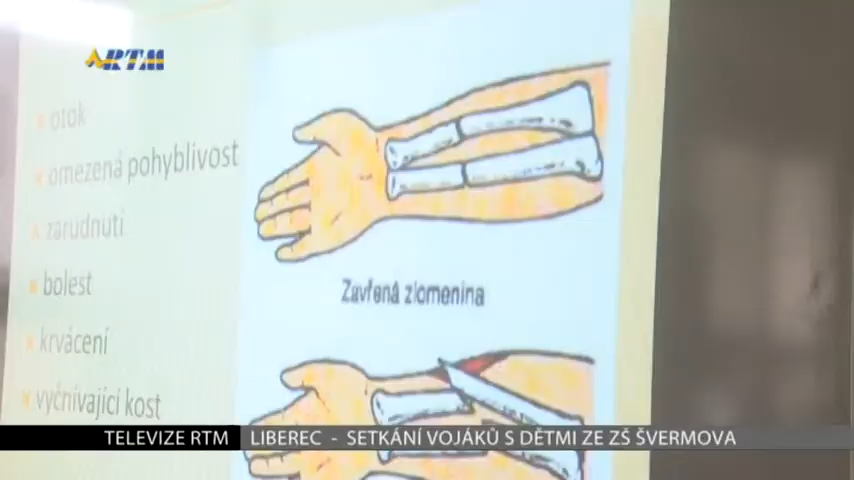 RTM
otok
omezená pohyblivost
zarudnutí
bolest
krvácení
vyčnívající kost
Zavřená zlomenina
TELEVIZE RTM LIBEREC - SETKÁNÍ VOJÁKŮ S DĚTMI ZE ZŠ ŠVERMOVA